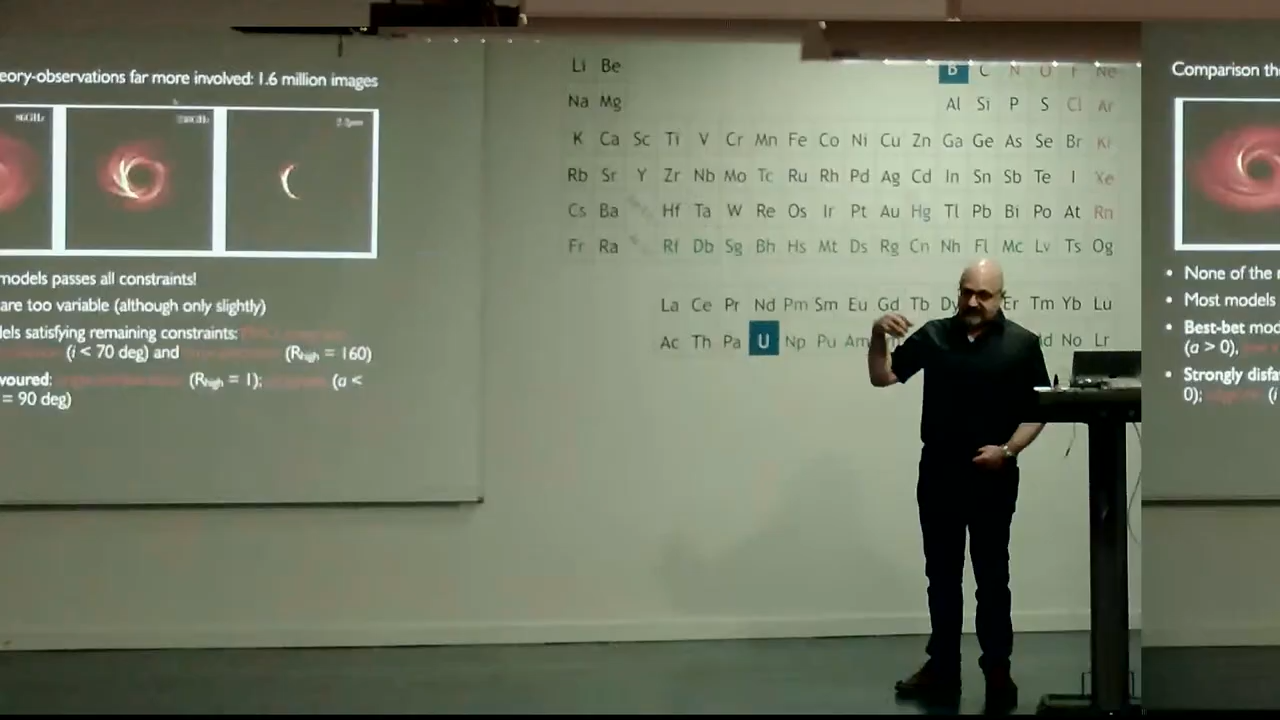 eory-observations far more involved: 1.6 million images
models passes all constraints!
are too variable (although only slightly)
dels satisfying remaining constraints:
(i < 70 deg) and (Rhigh = 160)
voured: (Rhigh = 1); (a <
= 90 deg)
Li Be B C N O F Ne
Na Mg Al Si P S Cl Ar
K Ca Sc Ti V Cr Mn Fe Co Ni Cu Zn Ga Ge As Se Br Kr
Rb Sr Y Zr Nb Mo Tc Ru Rh Pd Ag Cd In Sn Sb Te I Xe
Cs Ba Hf Ta W Re Os Ir Pt Au Hg Tl Pb Bi Po At Rn
Fr Ra Rf Db Sg Bh Hs Mt Ds Rg Cn Nh Fl Mc Lv Ts Og
La Ce Pr Nd Pm Sm Eu Gd Tb Dy Er Tm Yb Lu
Ac Th Pa U Np Pu Am No Lr
Comparison the
• None of the m
• Most models
• Best-bet mod
(a > 0),
• Strongly disfa
0); (i